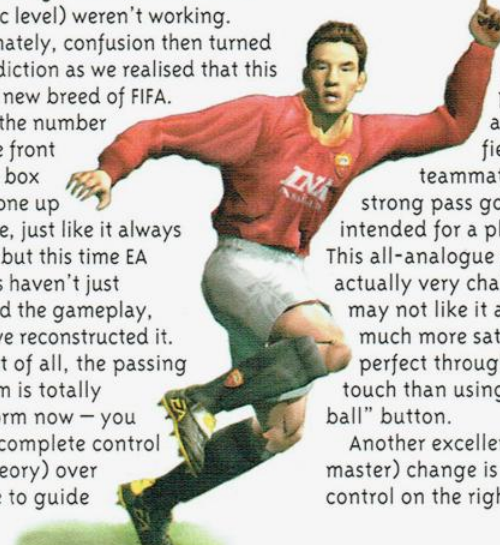 c level) weren't working.
nately, confusion then turned
diction as we realised that this
new breed of FIFA.
the number
e front
box
one up
e, just like it always
but this time EA
s haven't just
d the gameplay,
ve reconstructed it.
t of all, the passing
m is totally
orm now – you
complete control
eory) over
e to guide
a
fie
teammat
strong pass go
intended for a pl
This all-analogue
actually very cha
may not like it a
much more sat
perfect throug
touch than using
ball" button.
Another excelle
master) change is
control on the righ
INA